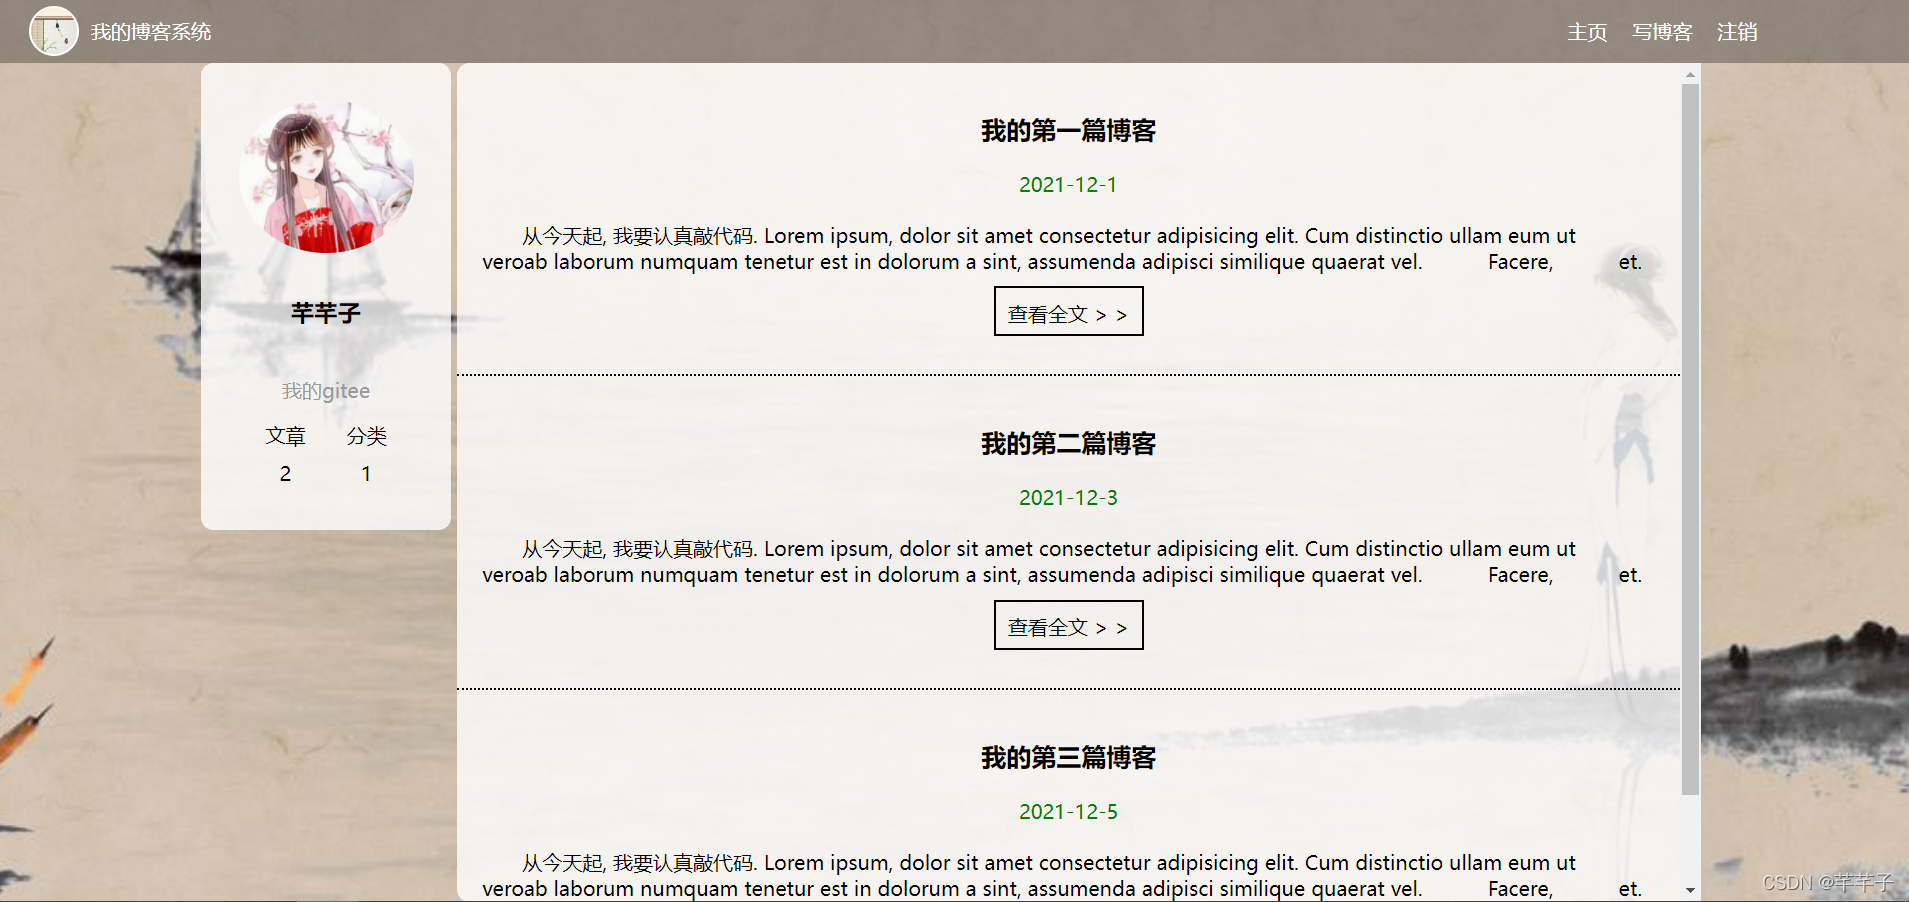 我的博客系统
主页 写博客 注销
芊芊子
我的gitee
文章 分类
2 1
我的第一篇博客
2021-12-1
从今天起, 我要认真敲代码. Lorem ipsum, dolor sit amet consectetur adipisicing elit. Cum distinctio ullam eum ut
veroab laborum numquam tenetur est in dolorum a sint, assumenda adipisci similique quaerat vel. Facere, et.
查看全文 > >
我的第二篇博客
2021-12-3
从今天起, 我要认真敲代码. Lorem ipsum, dolor sit amet consectetur adipisicing elit. Cum distinctio ullam eum ut
veroab laborum numquam tenetur est in dolorum a sint, assumenda adipisci similique quaerat vel. Facere, et.
查看全文 > >
我的第三篇博客
2021-12-5
从今天起, 我要认真敲代码. Lorem ipsum, dolor sit amet consectetur adipisicing elit. Cum distinctio ullam eum ut
veroab laborum numquam tenetur est in dolorum a sint, assumenda adipisci similique quaerat vel. Facere, et.
CSDN @芊芊子